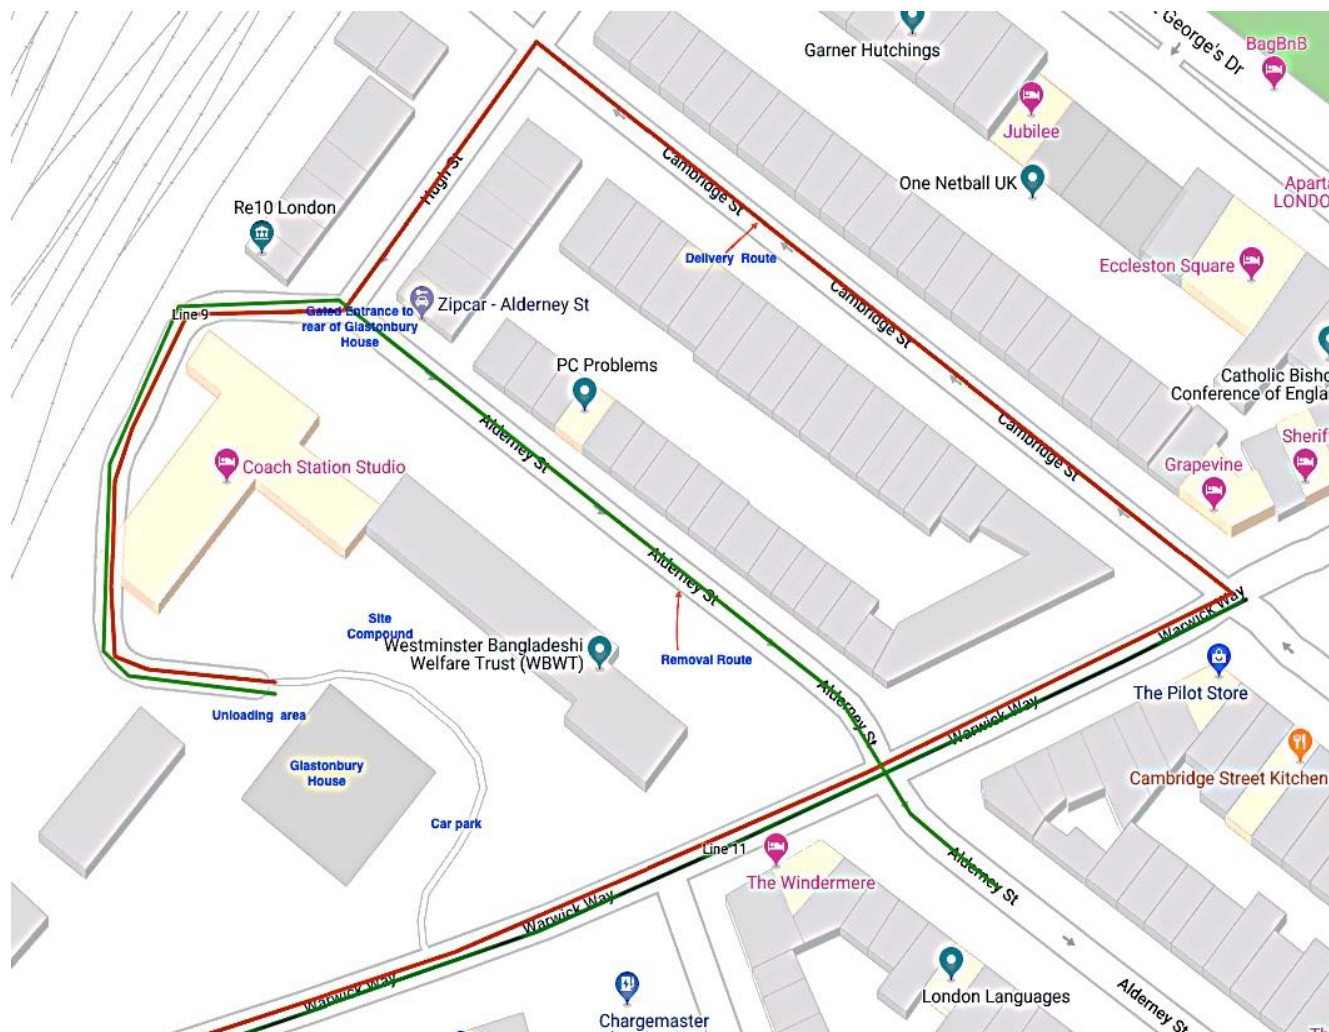 George's Dr
BagBnB
Garner Hutchings
Jubilee
One Netball UK
Cambridge St
Hugh St
Re10 London
Delivery Route
Eccleston Square
Cambridge St
Line 9
Gated Entrance to
rear of Glastonbury
House
Zipcar - Alderney St
PC Problems
Catholic Bisho
Conference of Engla
Alderney St
Cambridge St
Coach Station Studio
Grapevine
Sherif
Aparta
LONDO
Alderney St
Site
Compound
Westminster Bangladeshi
Welfare Trust (WBWT)
Removal Route
Warwick Way
The Pilot Store
Unloading area
Alderney St
Warwick Way
Glastonbury
House
Cambridge Street Kitchen
Car park
Line 11
The Windermere
Alderney St
Warwick Way
London Languages
Warwick Way
Alderney St
Chargemaster